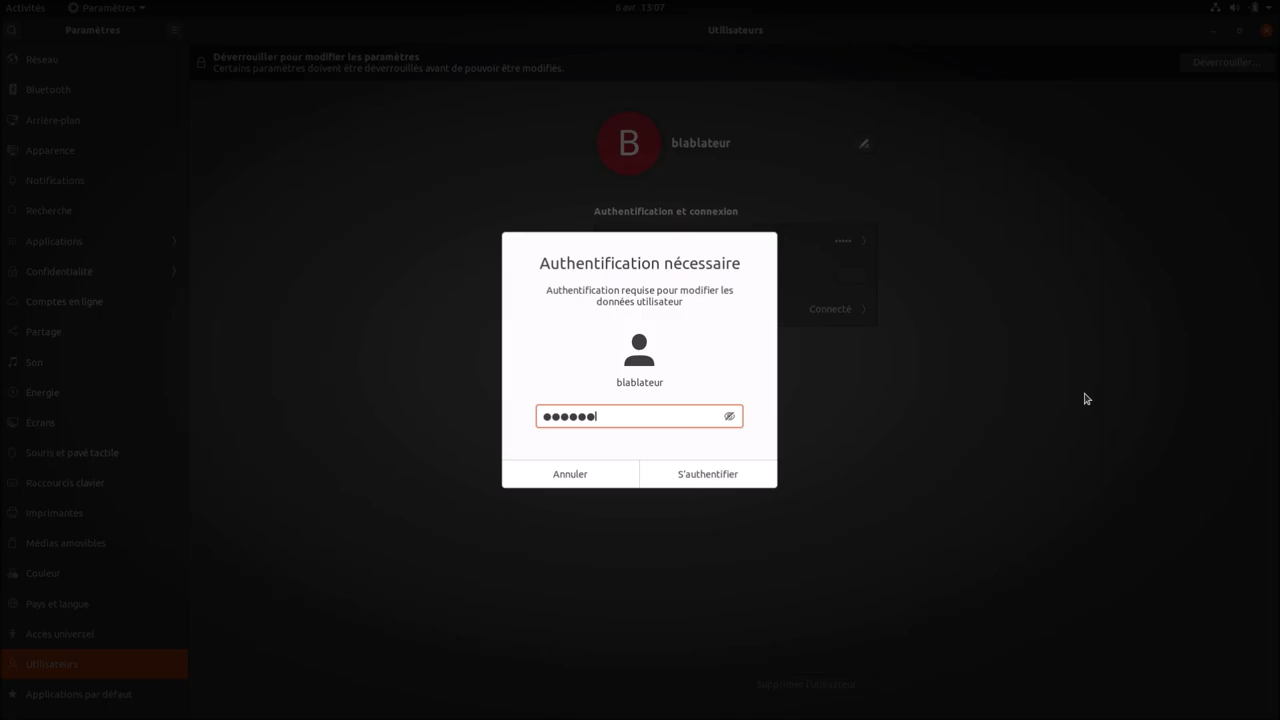 Activités
Paramètres
6 avr 13:07
Paramètres
Utilisateurs
Déverrouiller pour modifier les paramètres
Certains paramètres doivent être déverrouillés avant de pouvoir être modifiés.
Déverrouiller…
Réseau
Bluetooth
Arrière-plan
Apparence
Notifications
Recherche
Applications
Confidentialité
Comptes en ligne
Partage
Son
Énergie
Écrans
Souris et pavé tactile
Raccourcis clavier
Imprimantes
Médias amovibles
Couleur
Pays et langue
Accès universel
Utilisateurs
Applications par défaut
B
blablateur
Authentification et connexion
•••••
Connecté
Authentification nécessaire
Authentification requise pour modifier les
données utilisateur
blablateur
●●●●●●
Annuler
S'authentifier
Supprimer l'utilisateur